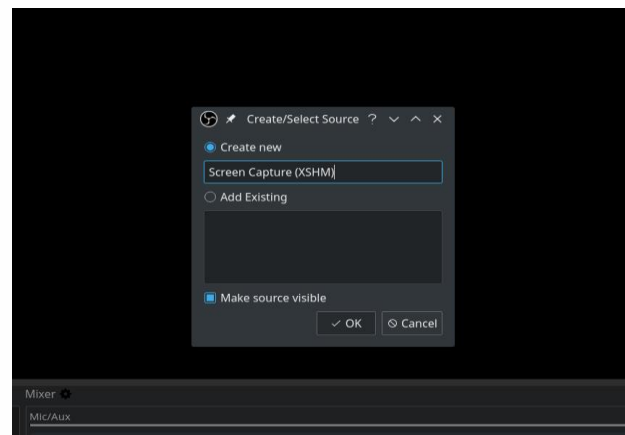 Create/Select Source
Create new
Screen Capture (XSHM)
Add Existing
Make source visible
OK
Cancel
Mixer
Mic/Aux